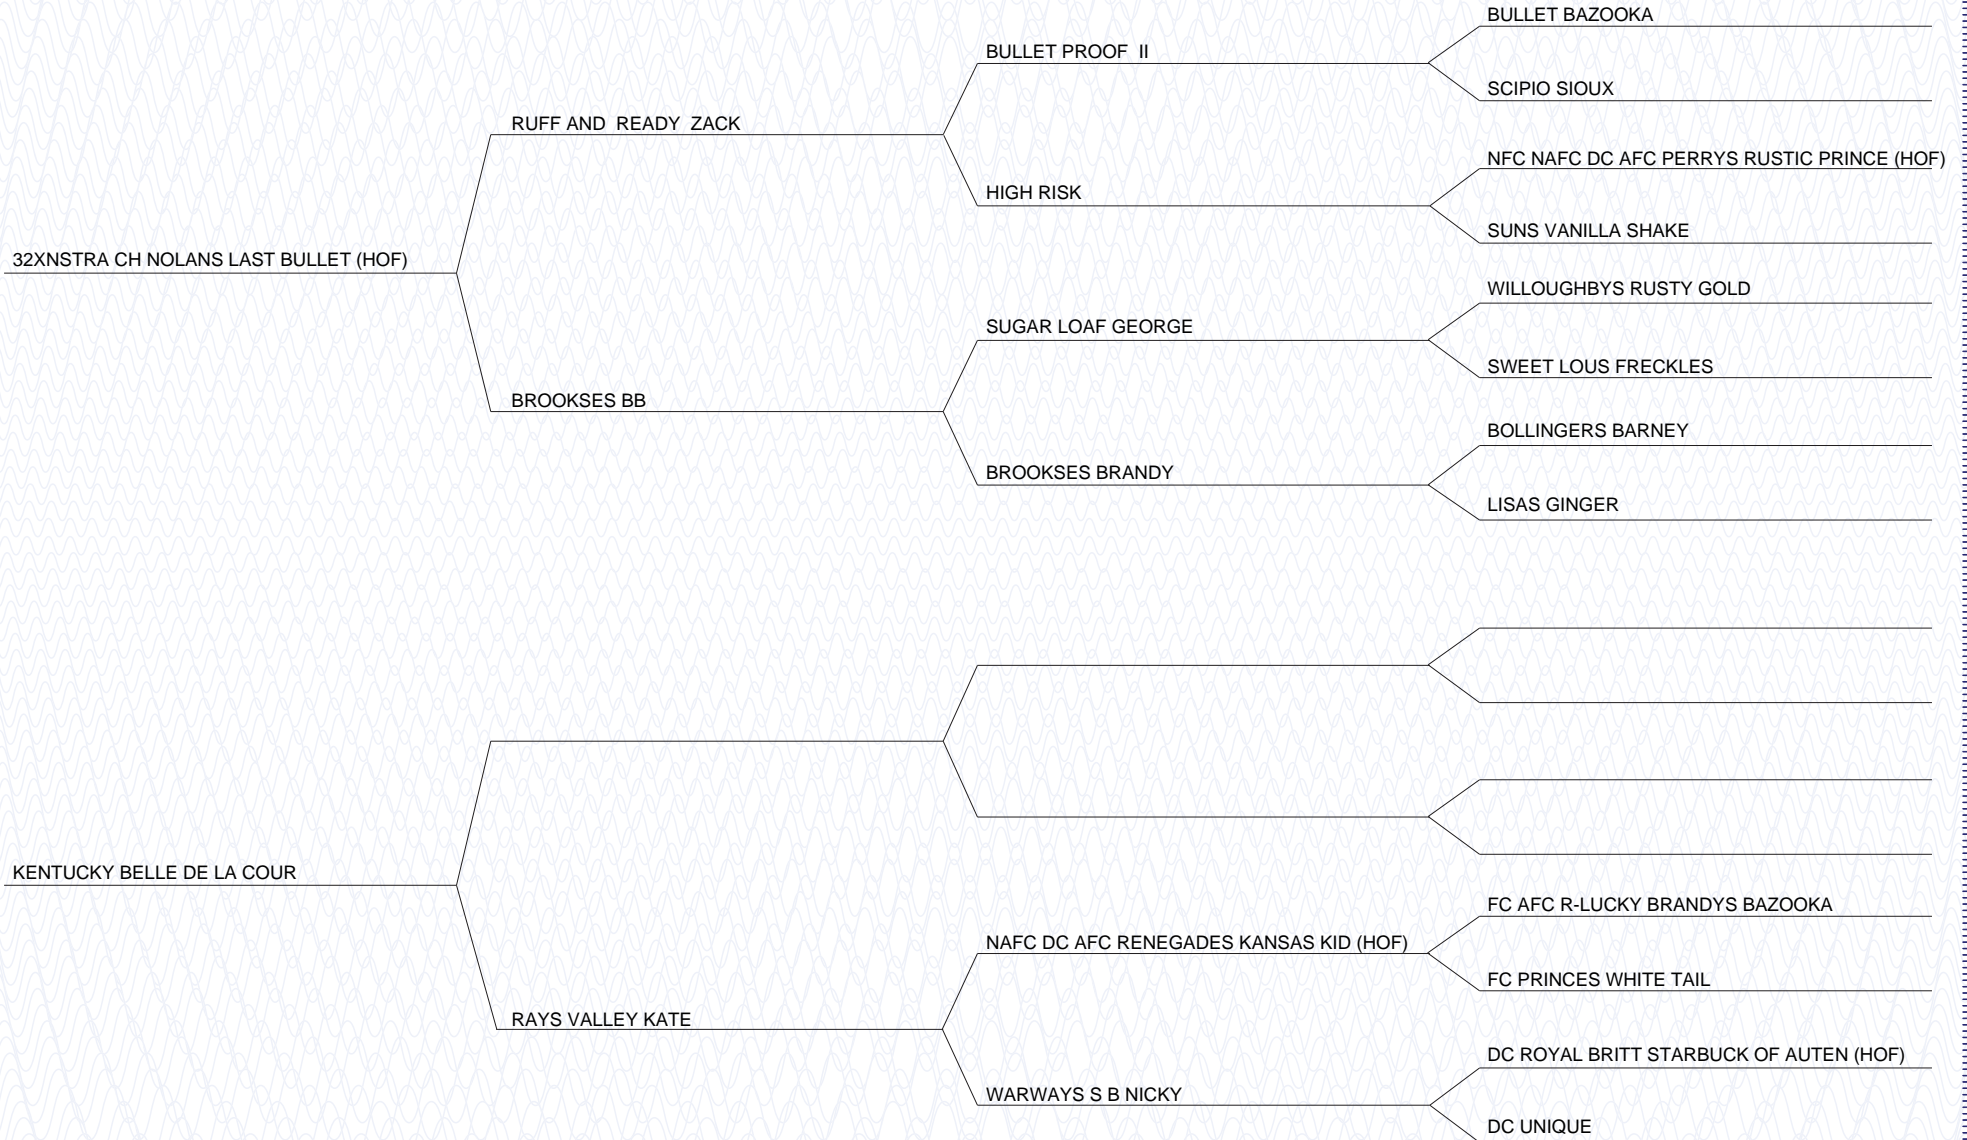 BULLET BAZOOKA
BULLET PROOF  II
SCIPIO SIOUX
RUFF AND  READY  ZACK
NFC NAFC DC AFC PERRYS RUSTIC PRINCE (HOF)
HIGH RISK
SUNS VANILLA SHAKE
32XNSTRA CH NOLANS LAST BULLET (HOF)
WILLOUGHBYS RUSTY GOLD
SUGAR LOAF GEORGE
SWEET LOUS FRECKLES
BROOKSES BB
BOLLINGERS BARNEY
BROOKSES BRANDY
LISAS GINGER
KENTUCKY BELLE DE LA COUR
FC AFC R-LUCKY BRANDYS BAZOOKA
NAFC DC AFC RENEGADES KANSAS KID (HOF)
FC PRINCES WHITE TAIL
RAYS VALLEY KATE
DC ROYAL BRITT STARBUCK OF AUTEN (HOF)
WARWAYS S B NICKY
DC UNIQUE